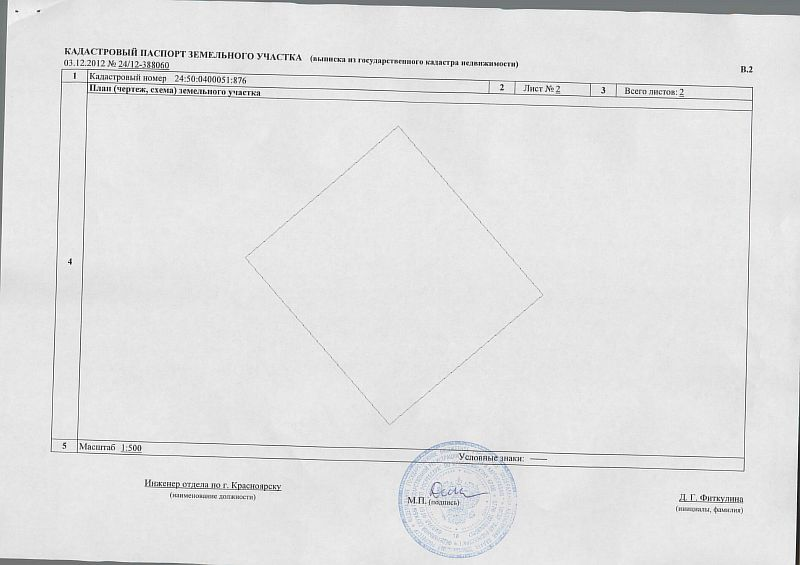 КАДАСТРОВЫЙ ПАСПОРТ ЗЕМЕЛЬНОГО УЧАСТКА (выписка из государственного кадастра недвижимости)
03.12.2012 № 24/12-388060
В.2
1 Кадастровый номер 24:50:0400051:876 2 Лист № 2 3 Всего листов: 2
План (чертеж, схема) земельного участка
4
5 Масштаб 1:500 Условные знаки:
Инженер отдела по г. Красноярску
(наименование должности)
М.П. (подпись)
Д. Г. Фиткулина
(инициалы, фамилия)